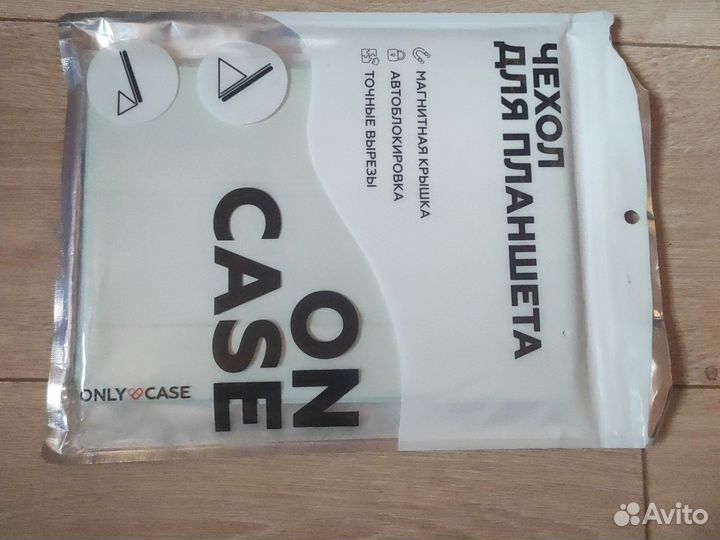 ЧЕХОЛ
ДЛЯ ПЛАНШЕТА
МАГНИТНАЯ КРЫШКА
АВТОБЛОКИРОВКА
ТОЧНЫЕ ВЫРЕЗЫ
ON
CASE
ONLY CASE
Avito